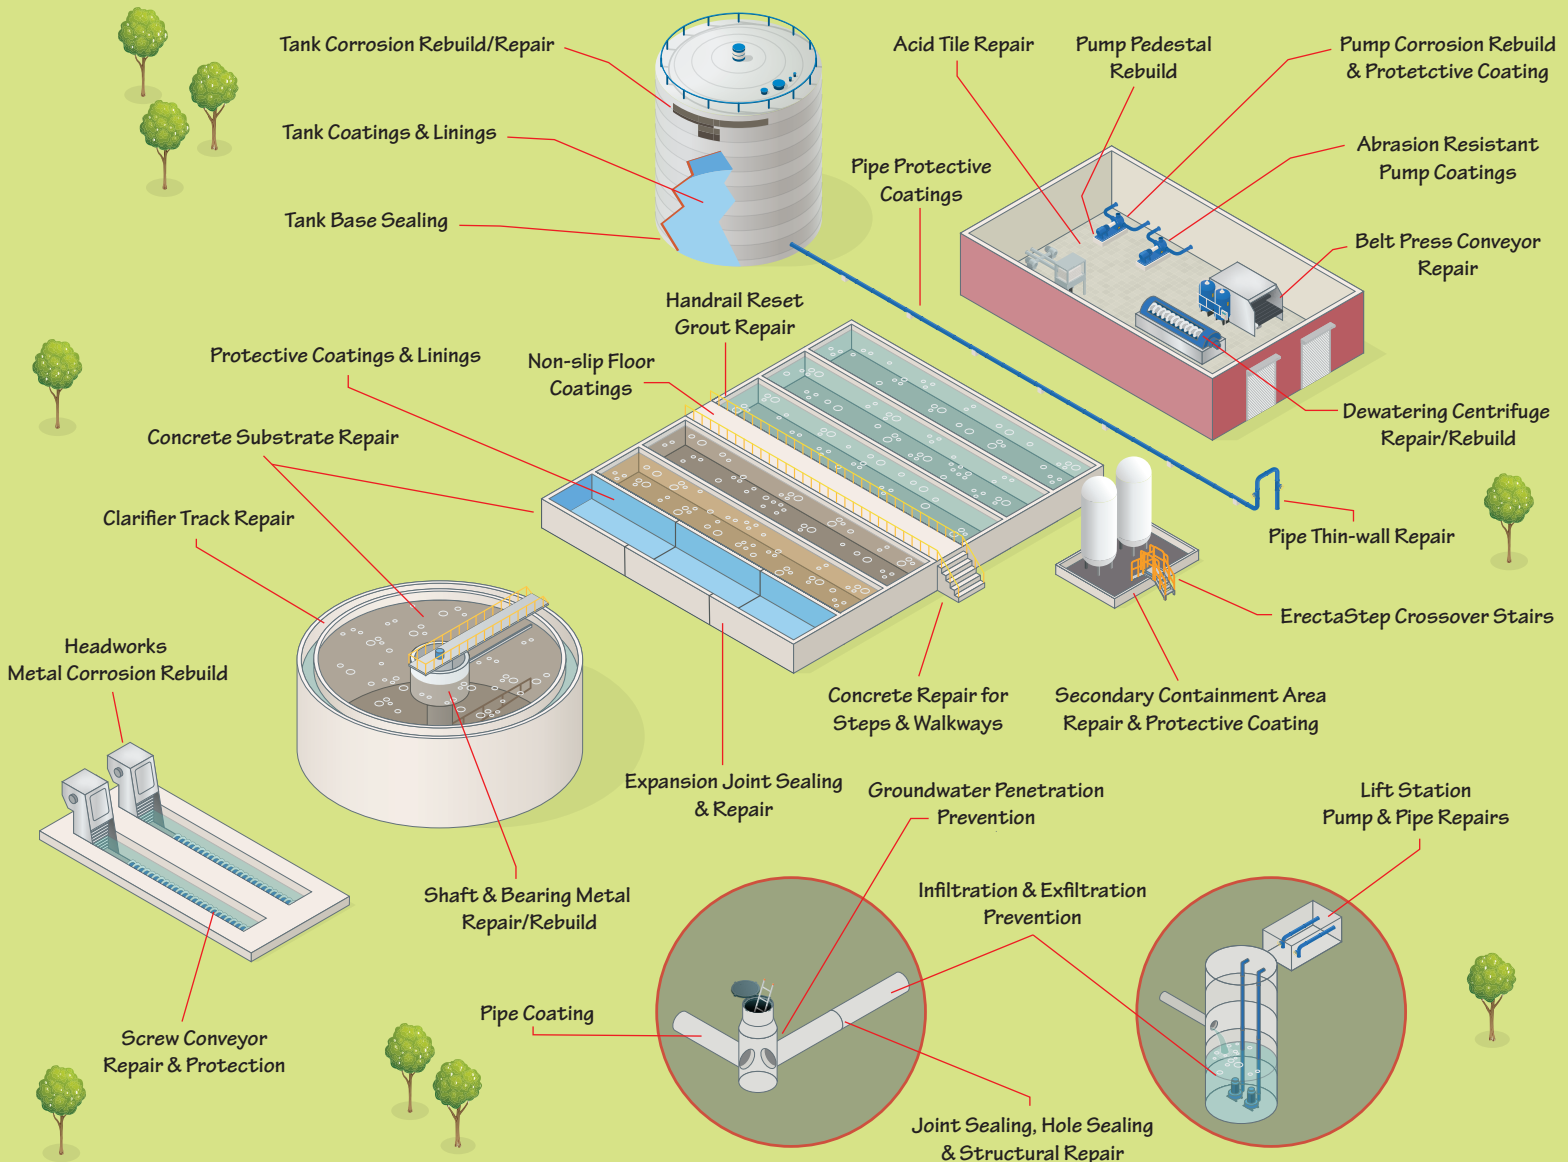 Tank Corrosion Rebuild/Repair
Acid Tile Repair
Pump Pedestal
Rebuild
Pump Corrosion Rebuild
& Protetctive Coating
Tank Coatings & Linings
Pipe Protective
Coatings
Abrasion Resistant
Pump Coatings
Tank Base Sealing
Belt Press Conveyor
Repair
Handrail Reset
Grout Repair
Protective Coatings & Linings
Non-slip Floor
Coatings
Dewatering Centrifuge
Repair/Rebuild
Concrete Substrate Repair
Clarifier Track Repair
Pipe Thin-wall Repair
ErectaStep Crossover Stairs
Headworks
Metal Corrosion Rebuild
Concrete Repair for
Steps & Walkways
Secondary Containment Area
Repair & Protective Coating
Expansion Joint Sealing
& Repair
Groundwater Penetration
Prevention
Lift Station
Pump & Pipe Repairs
Shaft & Bearing Metal
Repair/Rebuild
Infiltration & Exfiltration
Prevention
Pipe Coating
Screw Conveyor
Repair & Protection
Joint Sealing, Hole Sealing
& Structural Repair